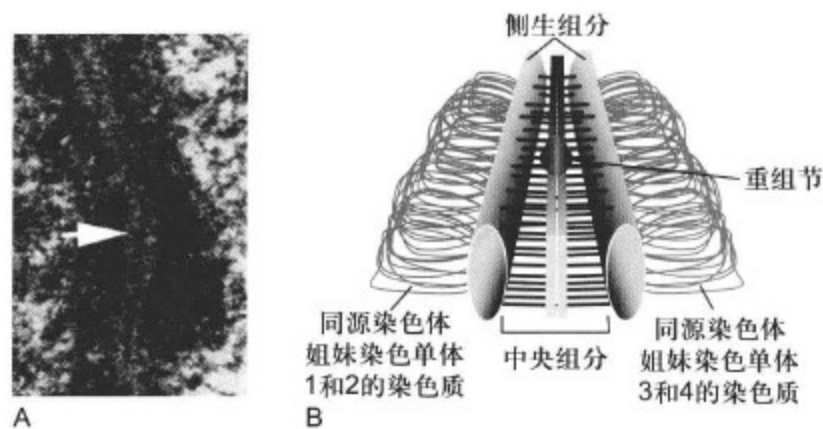 侧生组分
重组节
同源染色体
姐妹染色单体
1和2的染色质
中央组分
同源染色体
姐妹染色单体
3和4的染色质
A
B